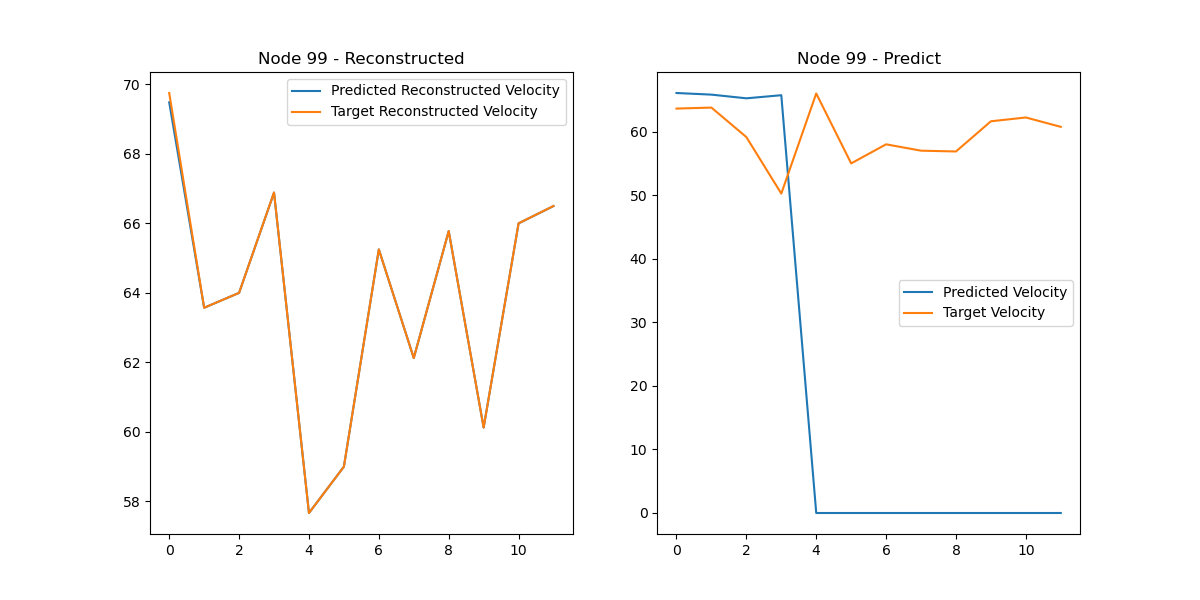 Node 99 - Reconstructed
Predicted Reconstructed Velocity
Target Reconstructed Velocity
70
68
66
64
62
60
58
0 2 4 6 8 10
Node 99 - Predict
Predicted Velocity
Target Velocity
60
50
40
30
20
10
0
0 2 4 6 8 10